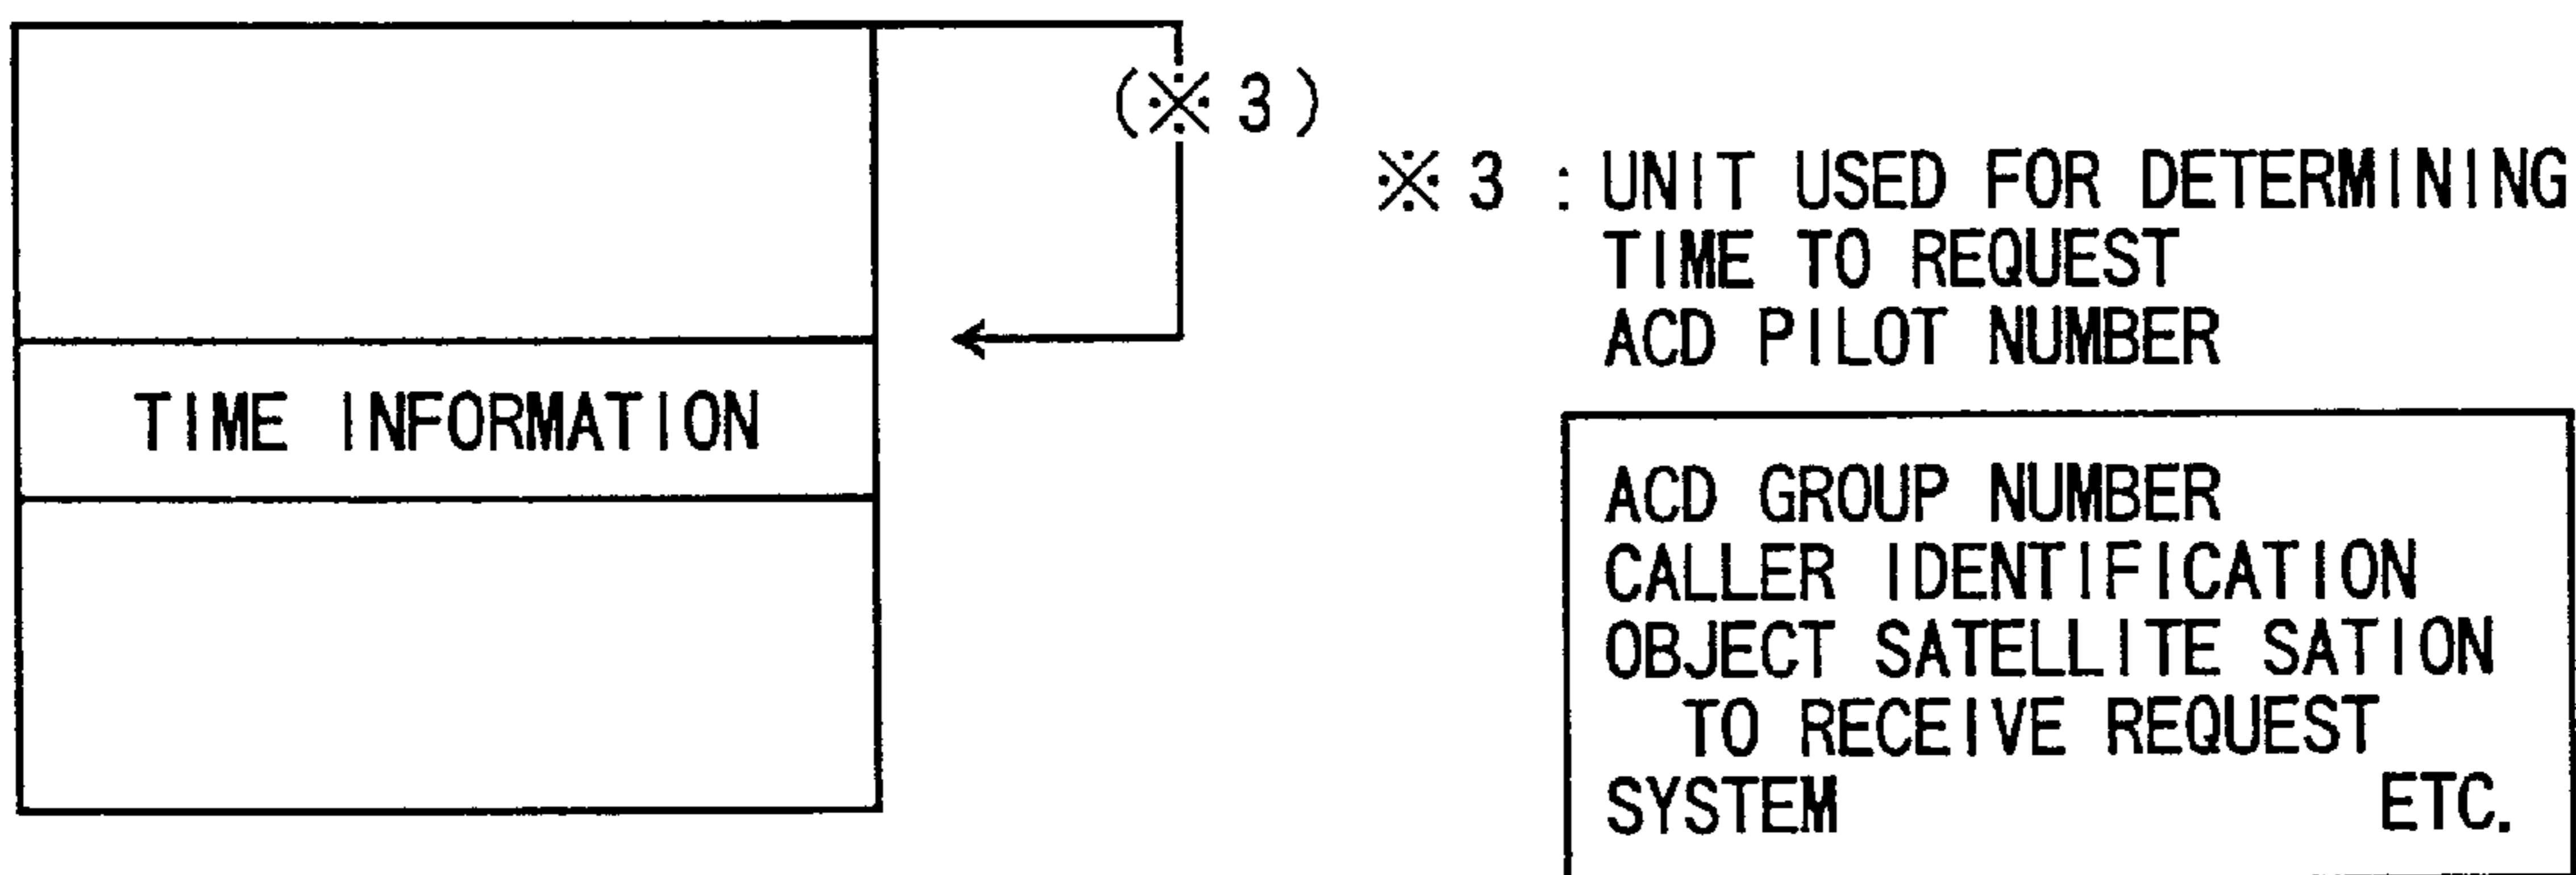 (※3)
※3 : UNIT USED FOR DETERMINING
TIME TO REQUEST
ACD PILOT NUMBER
TIME INFORMATION
ACD GROUP NUMBER
CALLER IDENTIFICATION
OBJECT SATELLITE SATION
TO RECEIVE REQUEST
SYSTEM ETC.